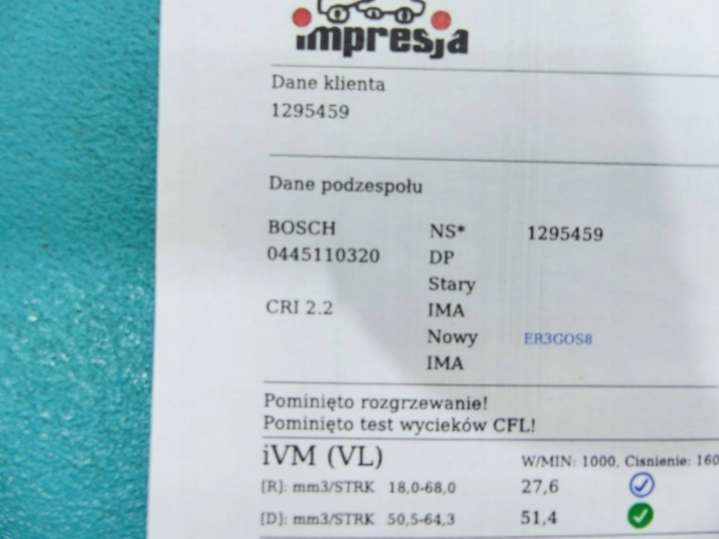 impresja
Dane klienta
1295459
Dane podzespołu
BOSCH NS* 1295459
0445110320 DP
Stary
CRI 2.2 IMA
Nowy ER3GOS8
IMA
Pominięto rozgrzewanie!
Pominięto test wycieków CFL!
iVM (VL) W/MIN: 1000, Cisnienie: 160
[R]: mm3/STRK 18,0-68,0 27,6
[D]: mm3/STRK 50,5-64,3 51,4